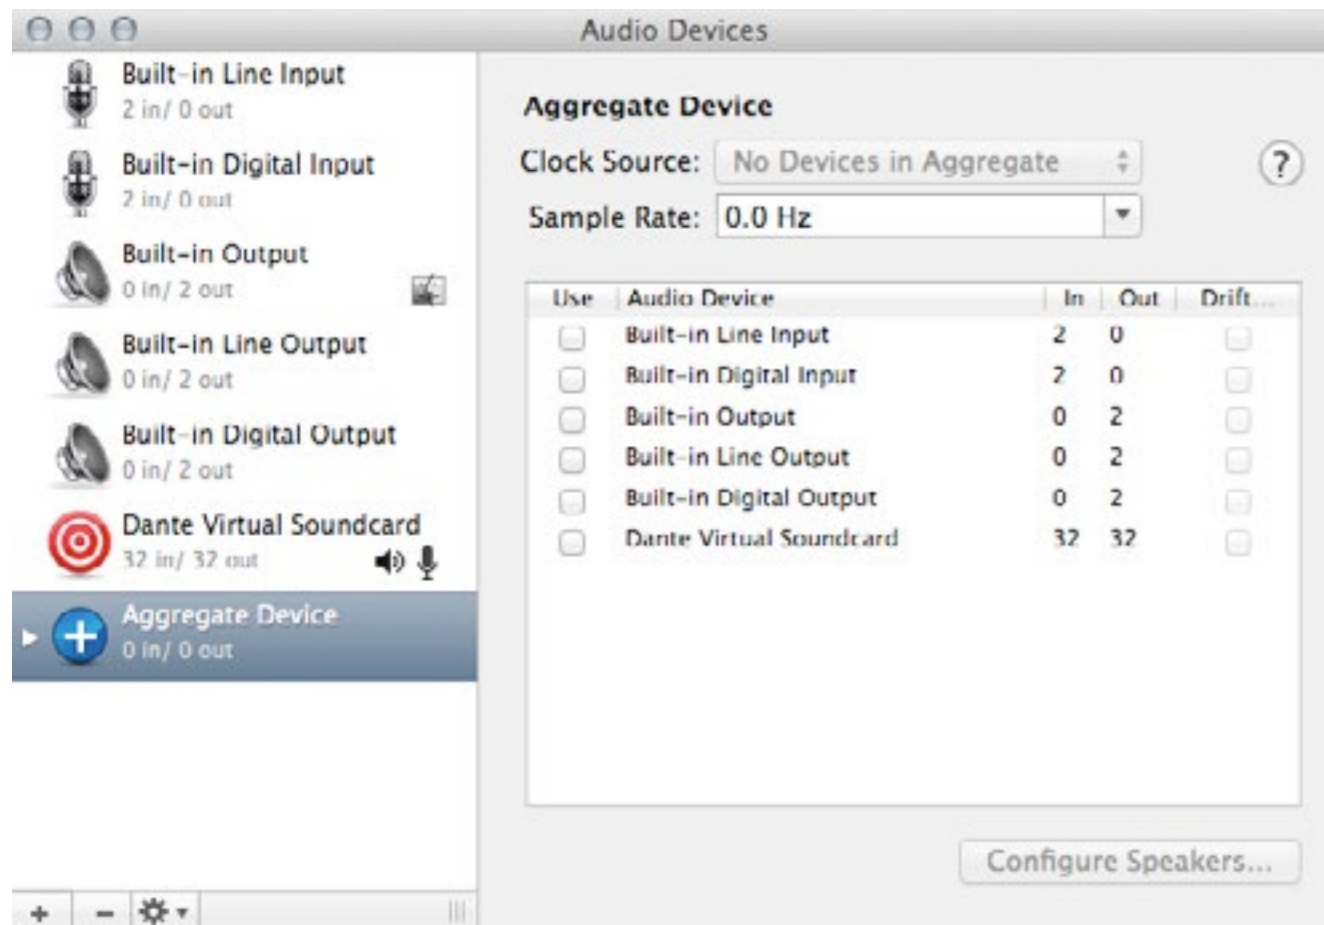 Audio Devices
Built-in Line Input
2 in/ 0 out
Built-in Digital Input
2 in/ 0 out
Built-in Output
0 in/ 2 out
Built-in Line Output
0 in/ 2 out
Built-in Digital Output
0 in/ 2 out
Dante Virtual Soundcard
32 in/ 32 out
Aggregate Device
0 in/ 0 out
Aggregate Device
Clock Source: No Devices in Aggregate
?
Sample Rate: 0.0 Hz
Use Audio Device In Out Drift...
Built-in Line Input 2 0
Built-in Digital Input 2 0
Built-in Output 0 2
Built-in Line Output 0 2
Built-in Digital Output 0 2
Dante Virtual Soundcard 32 32
Configure Speakers...